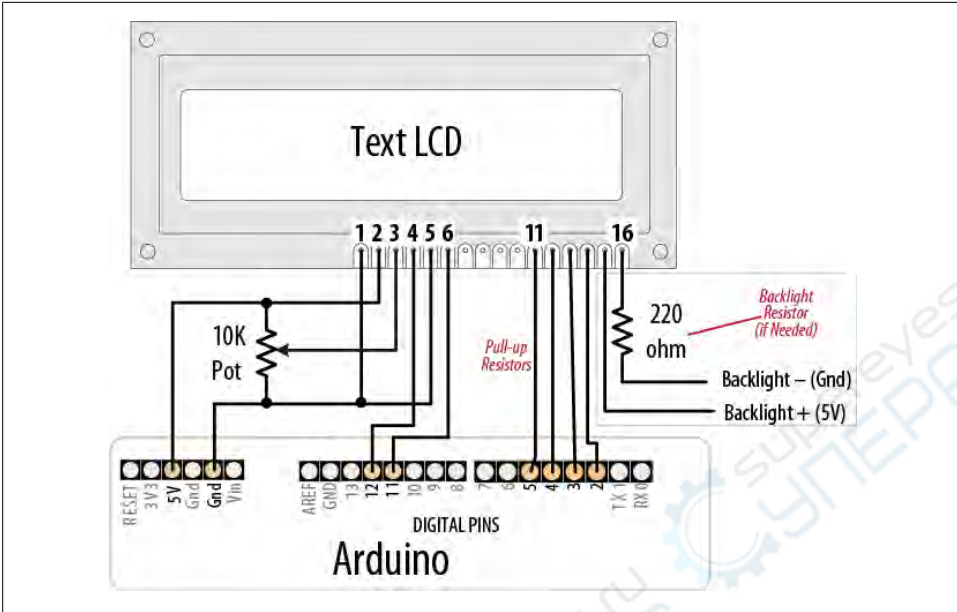 Text LCD
1 2 3 4 5 6 11 16
10K
Pot
Pull-up
Resistors
220
ohm
Backlight
Resistor
(if Needed)
Backlight – (Gnd)
Backlight + (5V)
RESET
3V3
5V
Gnd
Gnd
Vin
AREF
GND
13
12
11
10
9
8
7
6
5
4
3
2
TX 1
RX 0
DIGITAL PINS
Arduino
supereyes